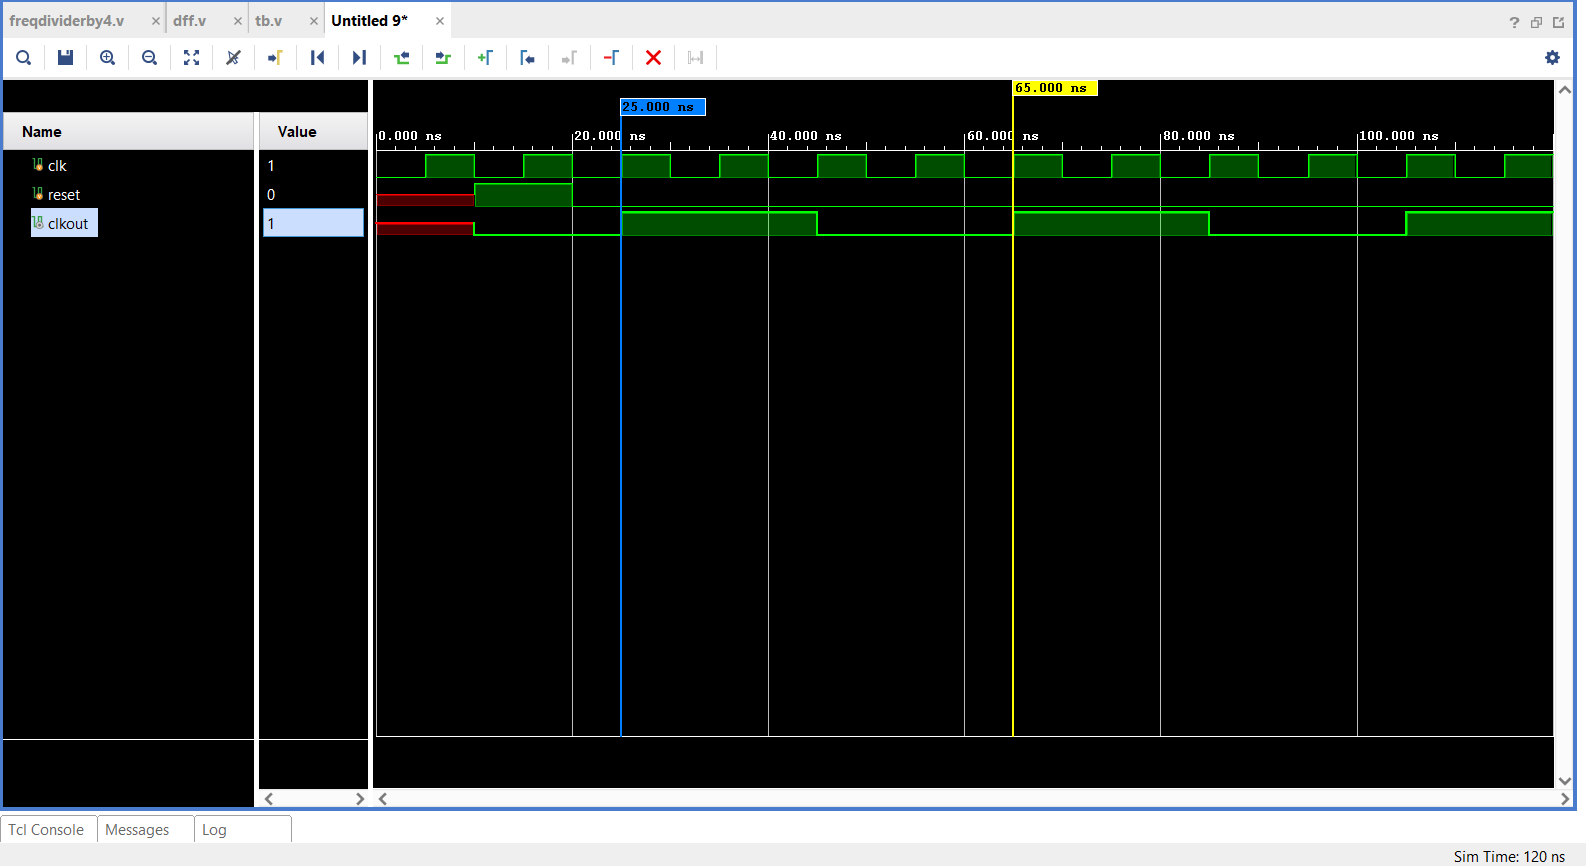 freqdividerby4.v dff.v tb.v Untitled 9*
65.000 ns
25.000 ns
Name Value
0.000 ns 20.000 ns 40.000 ns 60.000 ns 80.000 ns 100.000 ns
clk 1
reset 0
clkout 1
Tcl Console Messages Log
Sim Time: 120 ns